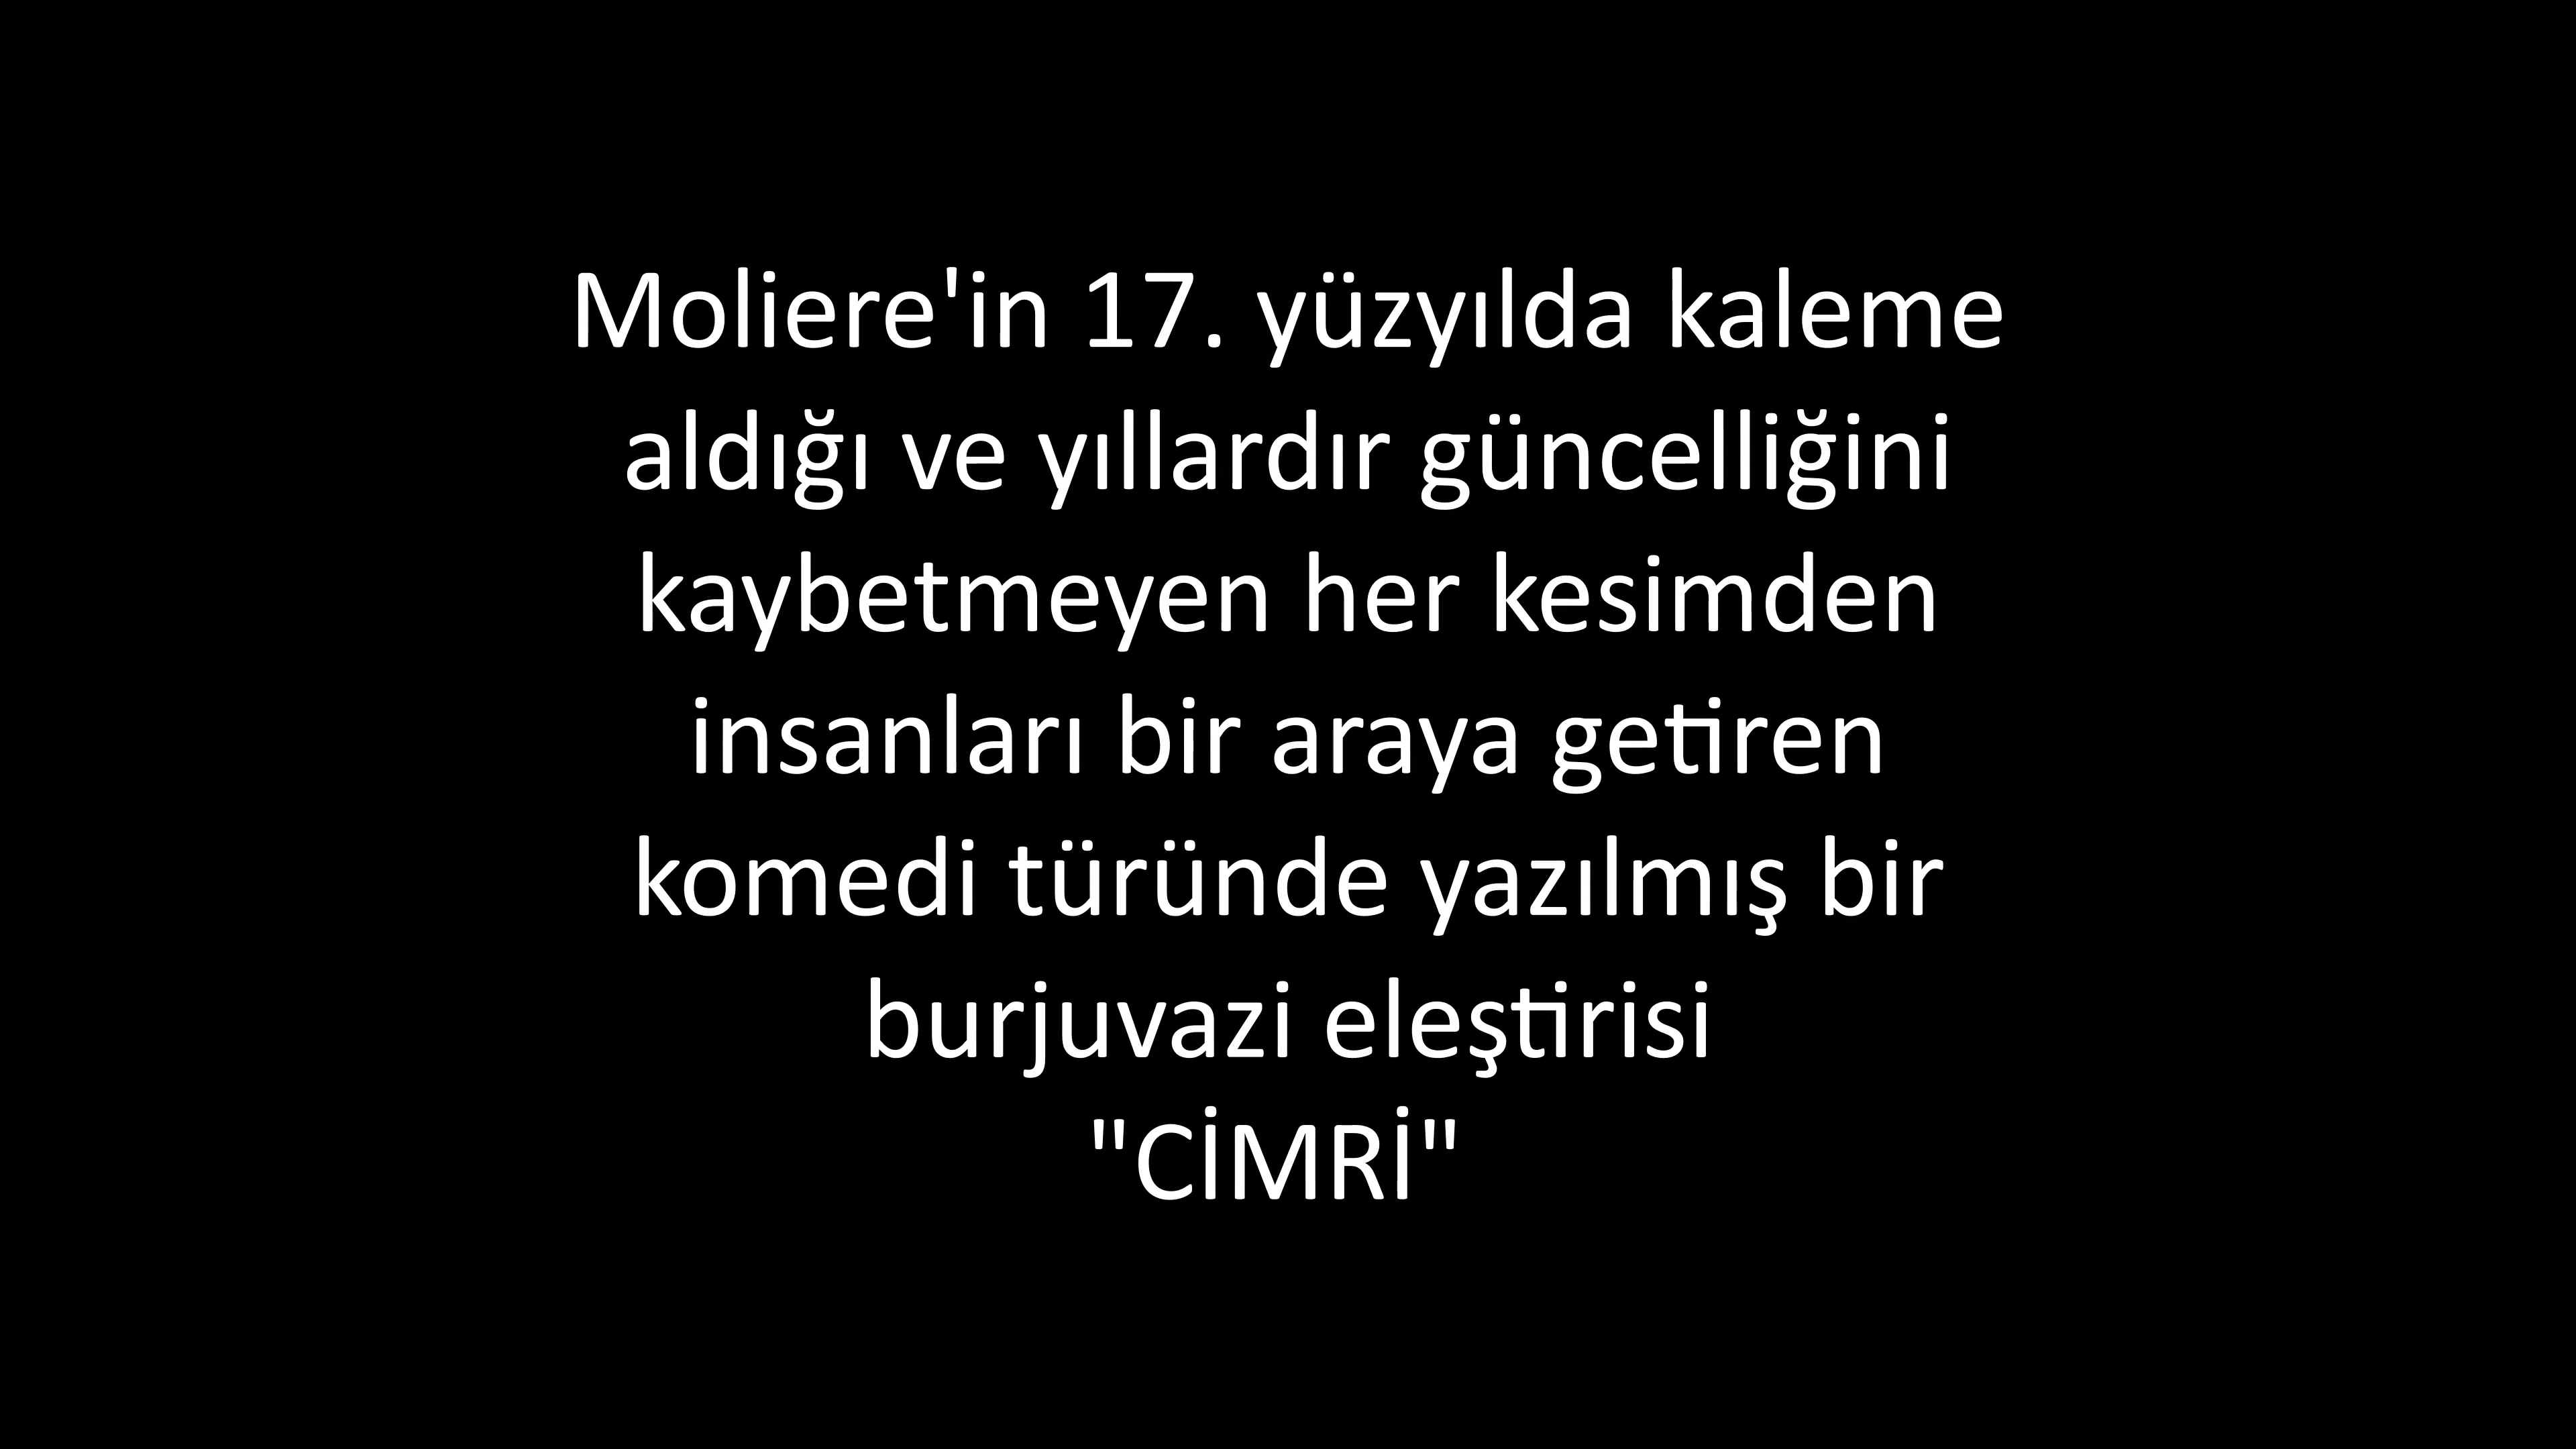 Moliere'in 17. yüzyılda kaleme
aldığı ve yıllardır güncelliğini
kaybetmeyen her kesimden
insanları bir araya getiren
komedi türünde yazılmış bir
burjuvazi eleştirisi
"CİMRİ"